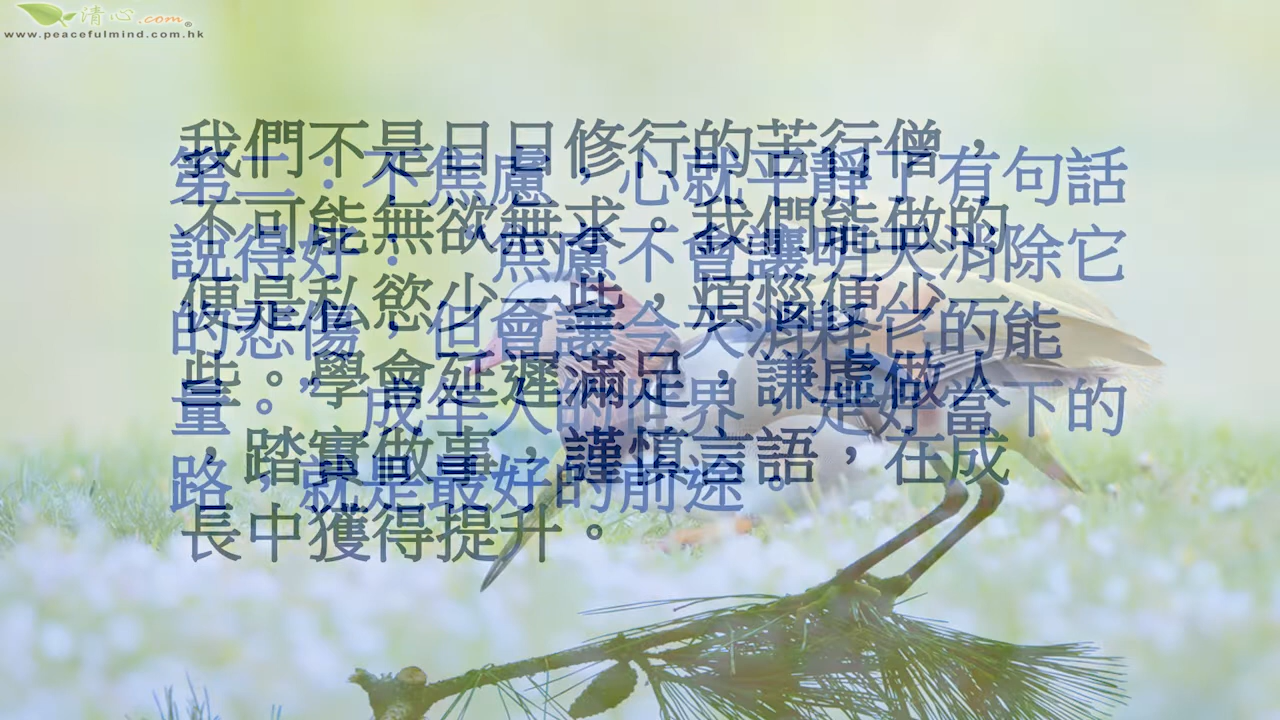 清心.com®
www.peacefulmind.com.hk
我們不是日日修行的苦行僧，
不可能無欲無求。我們能做的
便是私慾少一些，煩惱便少一
些。學會延遲滿足，謙虛做人
，踏實做事，謹慎言語，在成
長中獲得提升。
第二：不焦慮，心就平靜了有句話
說得好：“焦慮不會讓明天消除它
的悲傷，但會讓今天消耗它的能
量。”成年人的世界，走好當下的
路，就是最好的前途。